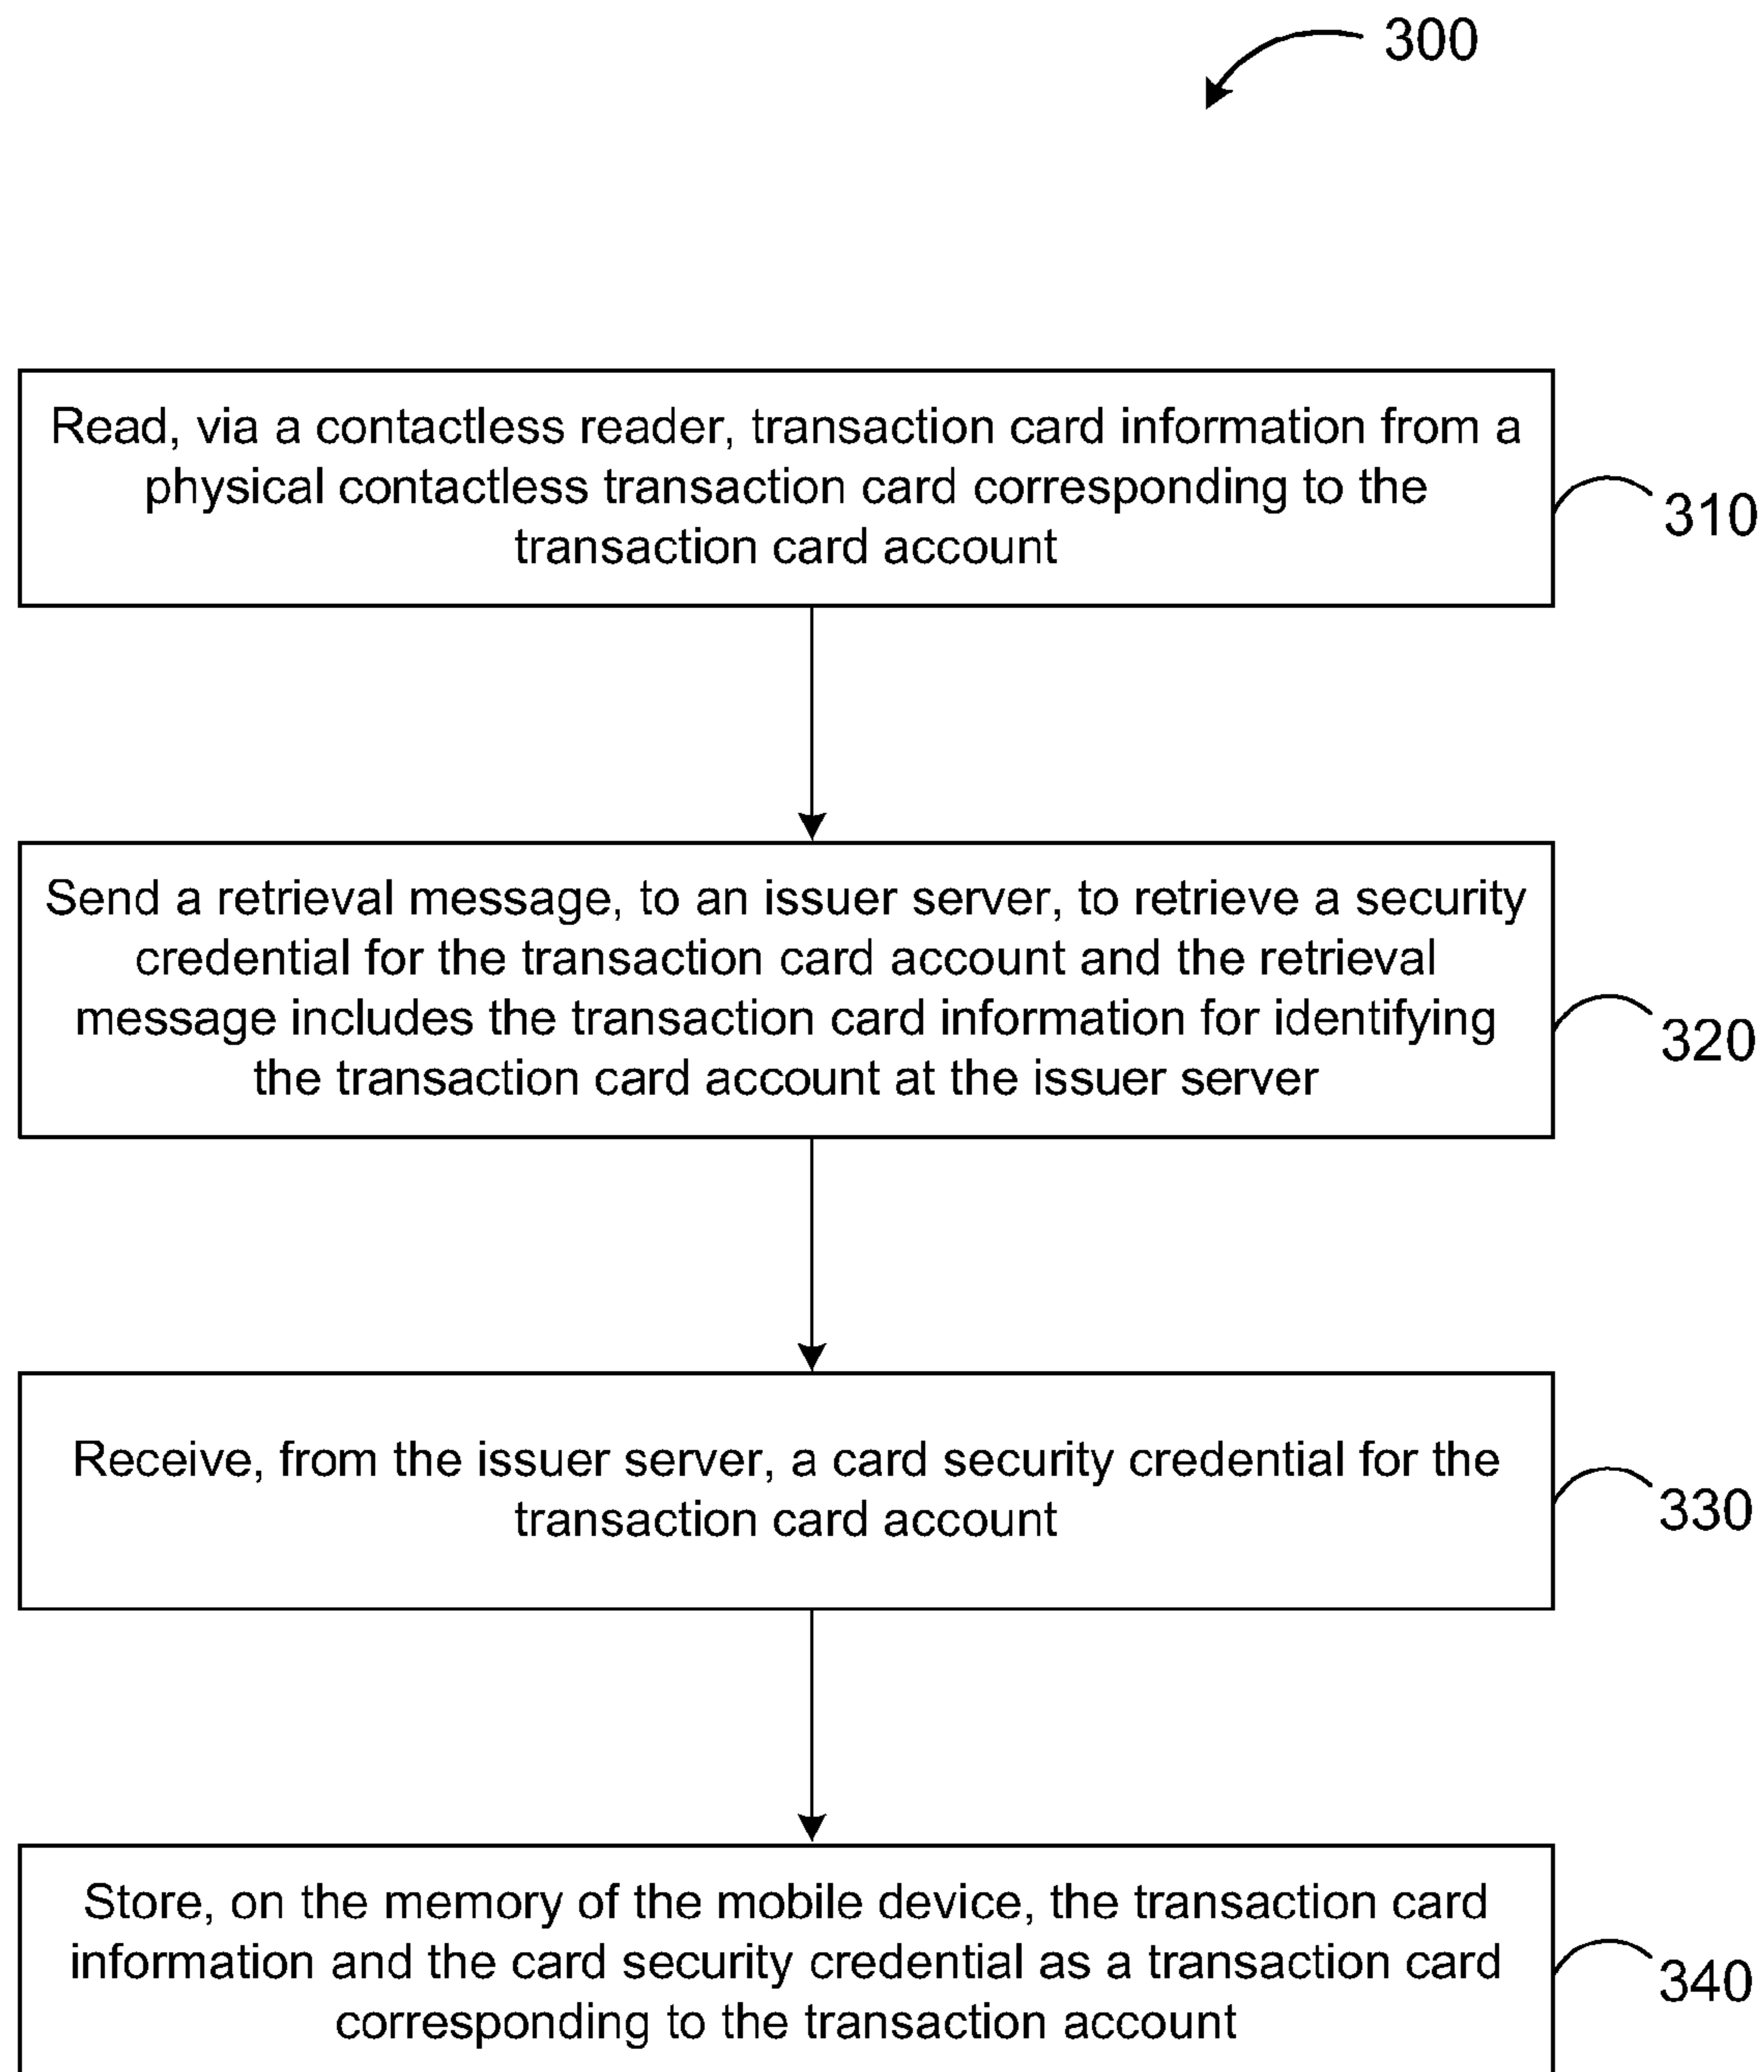 300
Read, via a contactless reader, transaction card information from a
physical contactless transaction card corresponding to the
transaction card account
310
Send a retrieval message, to an issuer server, to retrieve a security
credential for the transaction card account and the retrieval
message includes the transaction card information for identifying
the transaction card account at the issuer server
320
Receive, from the issuer server, a card security credential for the
transaction card account
330
Store, on the memory of the mobile device, the transaction card
information and the card security credential as a transaction card
corresponding to the transaction account
340